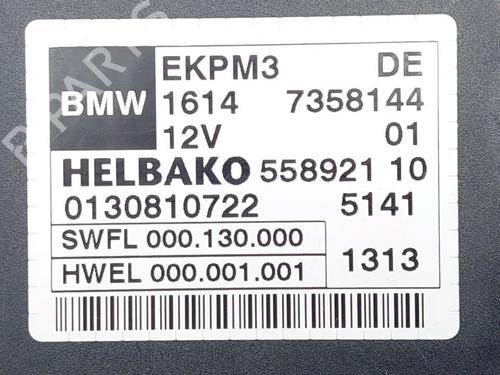 EKPM3 DE
BMW 1614 7358144
12V 01
HELBAKO 558921 10
0130810722 5141
SWFL 000.130.000
HWEL 000.001.001 1313
B-PARTS